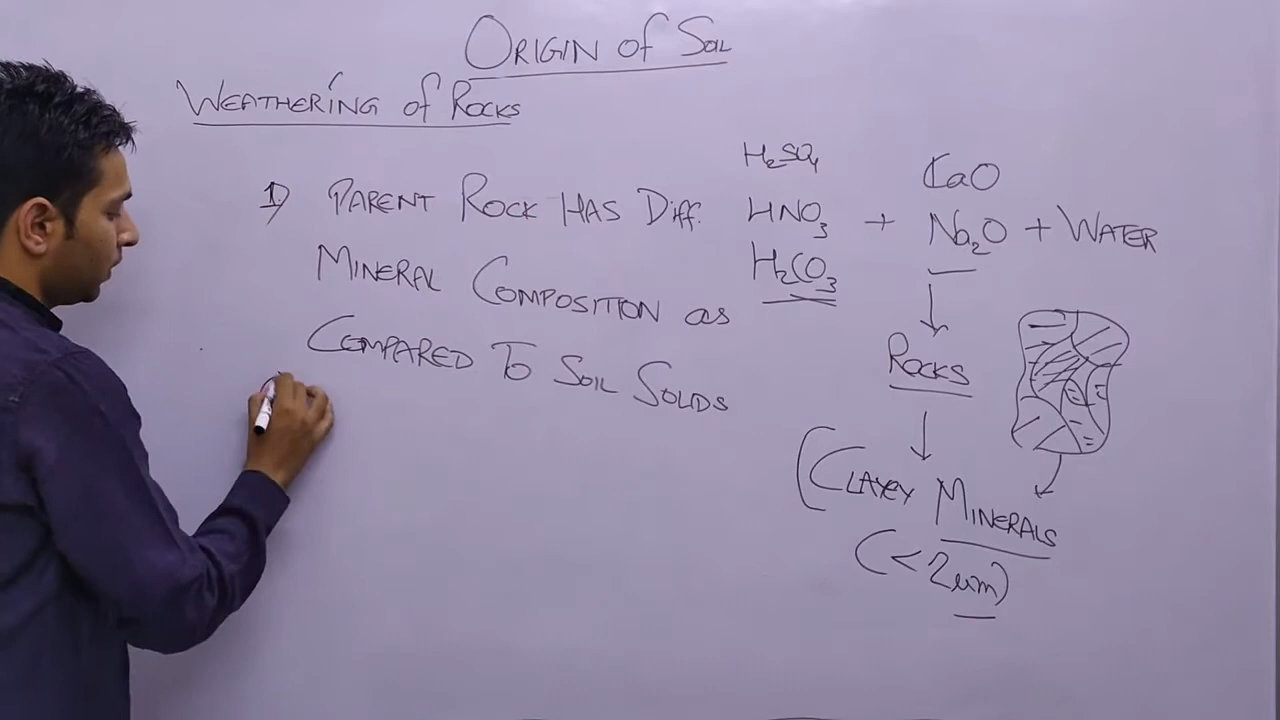 ORIGIN of SOIL
WEATHERING of ROCKS
1) PARENT ROCK HAS Diff.
MINERAL COMPOSITION as
COMPARED TO SOIL SOLIDS
H₂SO₄
HNO₃ + Na₂O + WATER
H₂CO₃
CaO
ROCKS
(CLAYEY MINERALS
(<2μm)